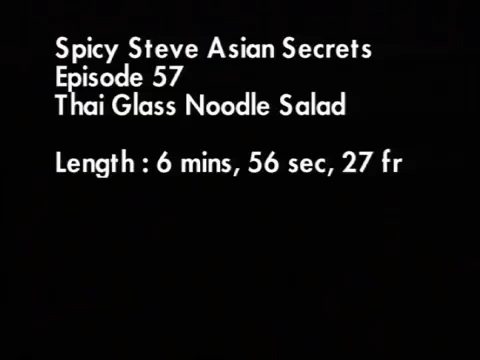 Spicy Steve Asian Secrets
Episode 57
Thai Glass Noodle Salad
Length : 6 mins, 56 sec, 27 fr